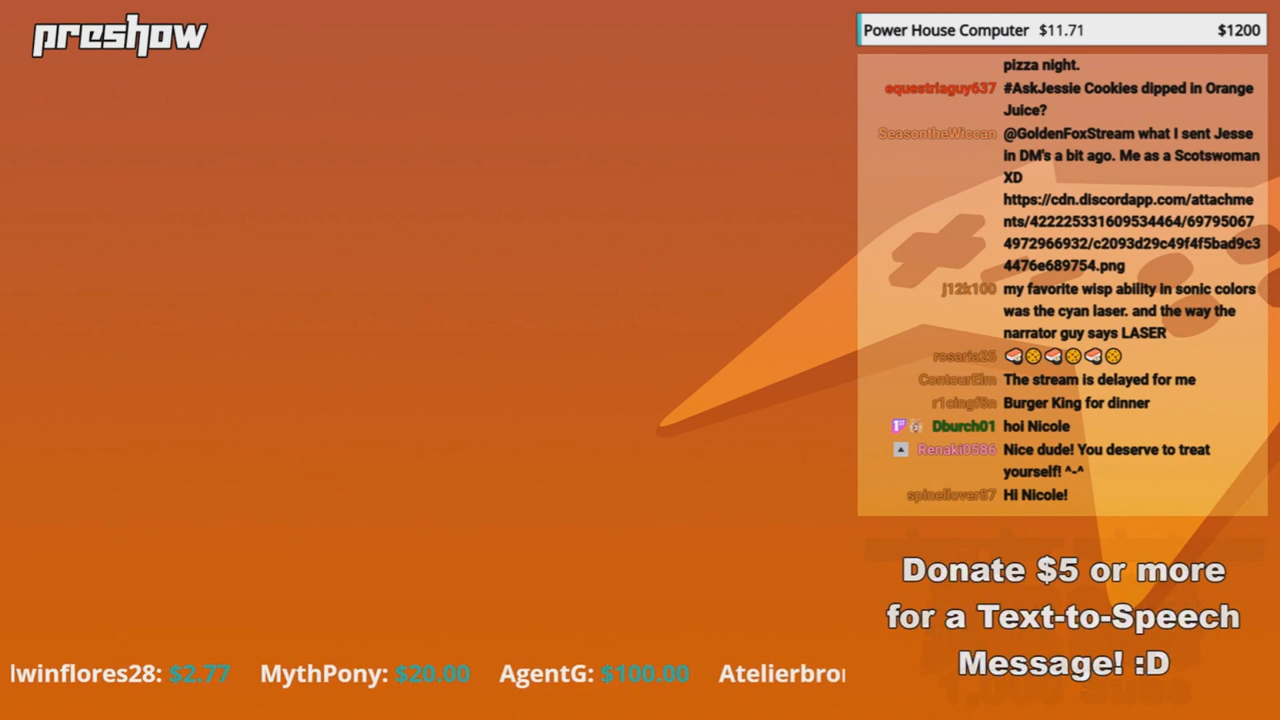 preshow
Power House Computer $11.71 $1200
pizza night.
equestriaguy637 #AskJessie Cookies dipped in Orange
Juice?
SeasontheWiccan @GoldenFoxStream what I sent Jesse
in DM's a bit ago. Me as a Scotswoman
XD
https://cdn.discordapp.com/attachme
nts/422225331609534464/69795067
4972966932/c2093d29c49f4f5bad9c3
4476e689754.png
j12k100 my favorite wisp ability in sonic colors
was the cyan laser. and the way the
narrator guy says LASER
rosaria25
ContourElm The stream is delayed for me
r1cingf8n Burger King for dinner
Dburch01 hoi Nicole
Renaki0586 Nice dude! You deserve to treat
yourself! ^-^
spinellover87 Hi Nicole!
Donate $5 or more
for a Text-to-Speech
Message! :D
lwinflores28: $2.77 MythPony: $20.00 AgentG: $100.00 Atelierbro